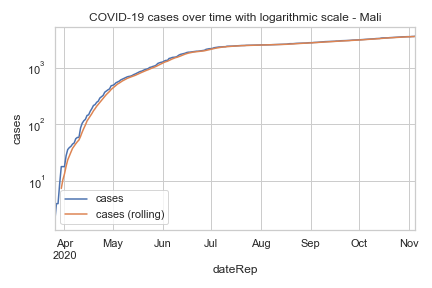 COVID-19 cases over time with logarithmic scale - Mali
cases
10³
10²
10¹
cases
cases (rolling)
Apr May Jun Jul Aug Sep Oct Nov
2020
dateRep